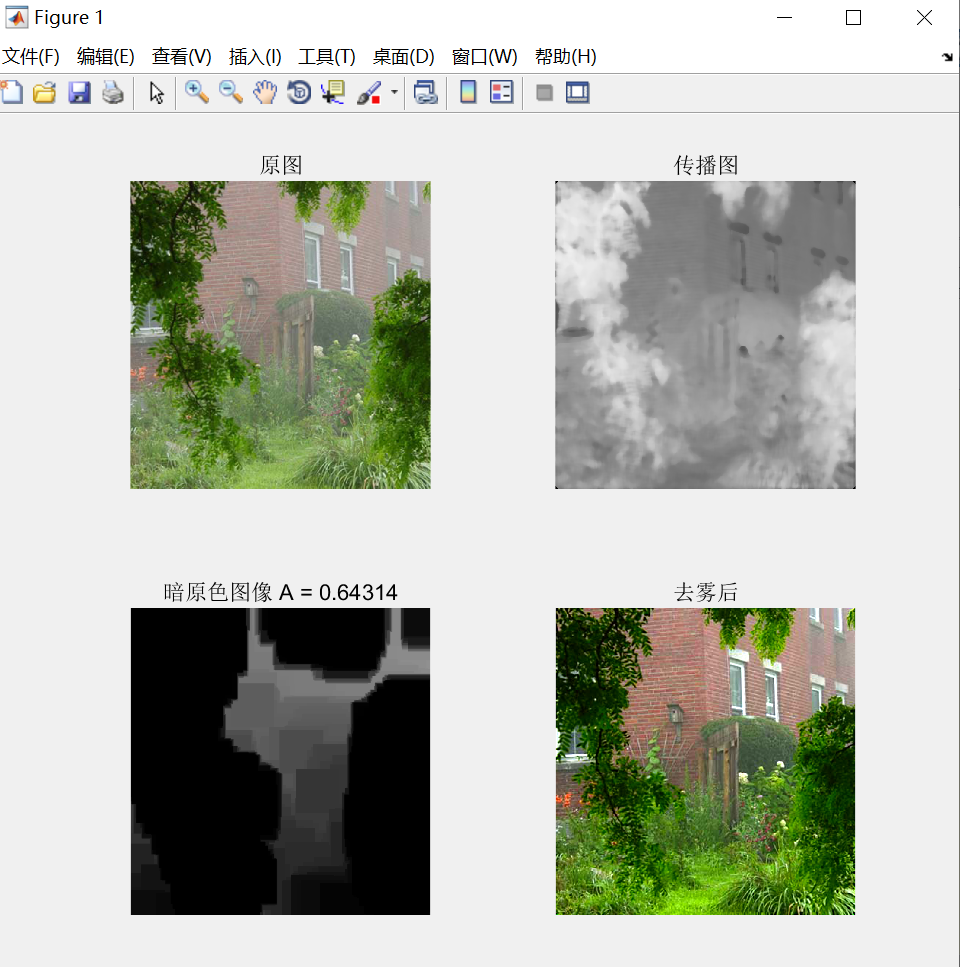 Figure 1
文件(F) 编辑(E) 查看(V) 插入(I) 工具(T) 桌面(D) 窗口(W) 帮助(H)
原图
传播图
暗原色图像 A = 0.64314
去雾后